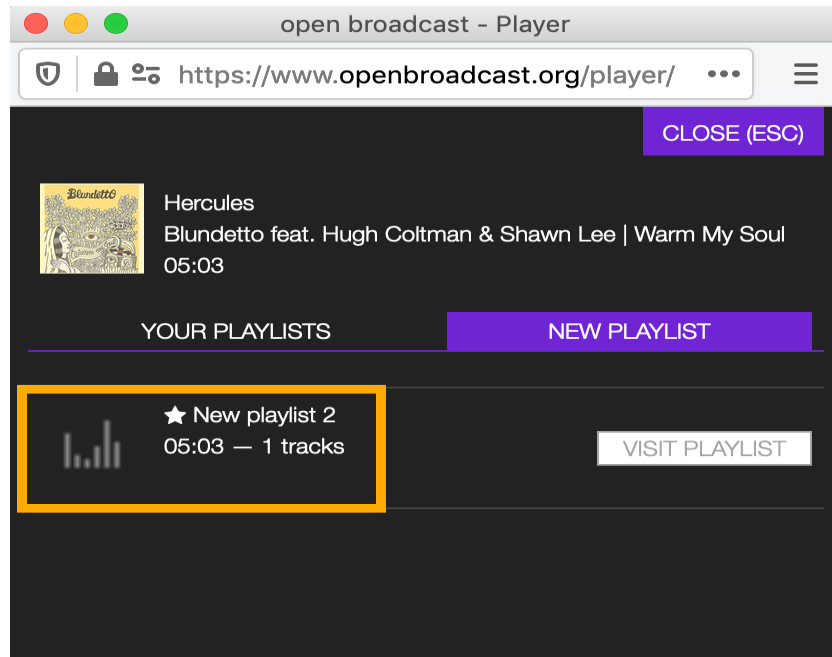 open broadcast - Player
https://www.openbroadcast.org/player/
CLOSE (ESC)
Blundetto
Hercules
Blundetto feat. Hugh Coltman & Shawn Lee | Warm My Soul
05:03
YOUR PLAYLISTS
NEW PLAYLIST
New playlist 2
05:03 — 1 tracks
VISIT PLAYLIST